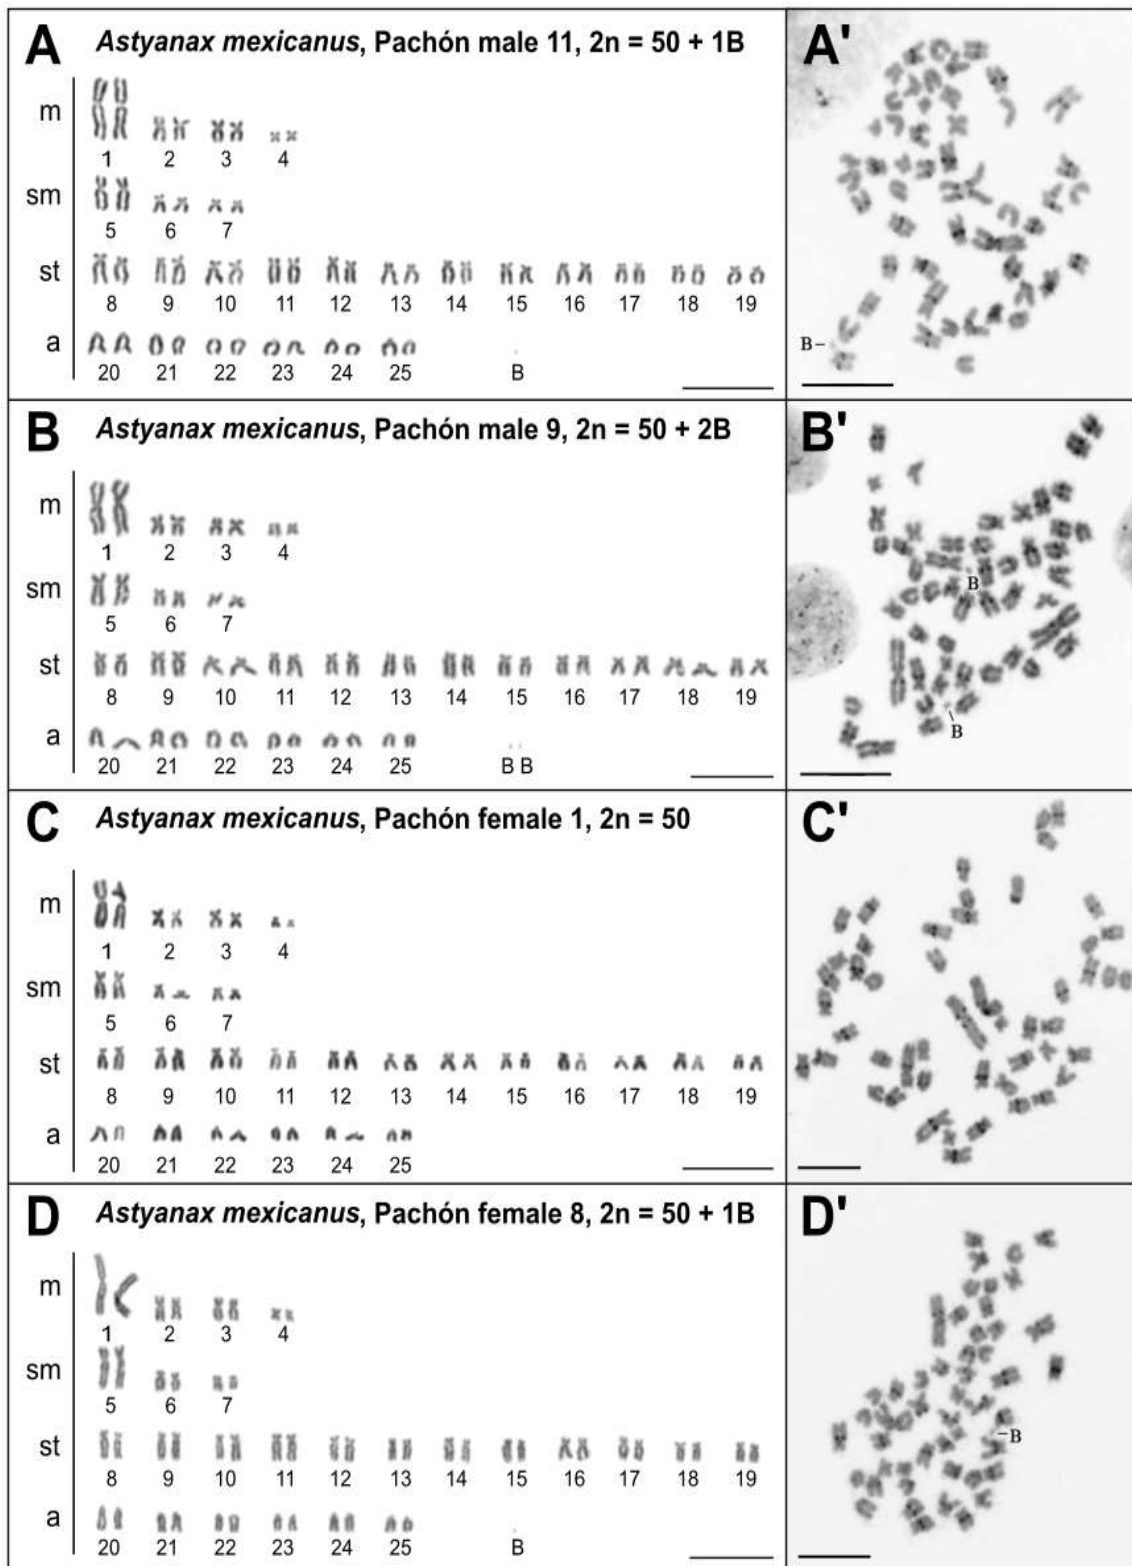 A Astyanax mexicanus, Pachón male 11, 2n = 50 + 1B
m
1 2 3 4
sm
5 6 7
st
8 9 10 11 12 13 14 15 16 17 18 19
a
20 21 22 23 24 25 B
A'
B
B Astyanax mexicanus, Pachón male 9, 2n = 50 + 2B
m
1 2 3 4
sm
5 6 7
st
8 9 10 11 12 13 14 15 16 17 18 19
a
20 21 22 23 24 25 B B
B'
B
B
C Astyanax mexicanus, Pachón female 1, 2n = 50
m
1 2 3 4
sm
5 6 7
st
8 9 10 11 12 13 14 15 16 17 18 19
a
20 21 22 23 24 25
C'
D Astyanax mexicanus, Pachón female 8, 2n = 50 + 1B
m
1 2 3 4
sm
5 6 7
st
8 9 10 11 12 13 14 15 16 17 18 19
a
20 21 22 23 24 25 B
D'
B